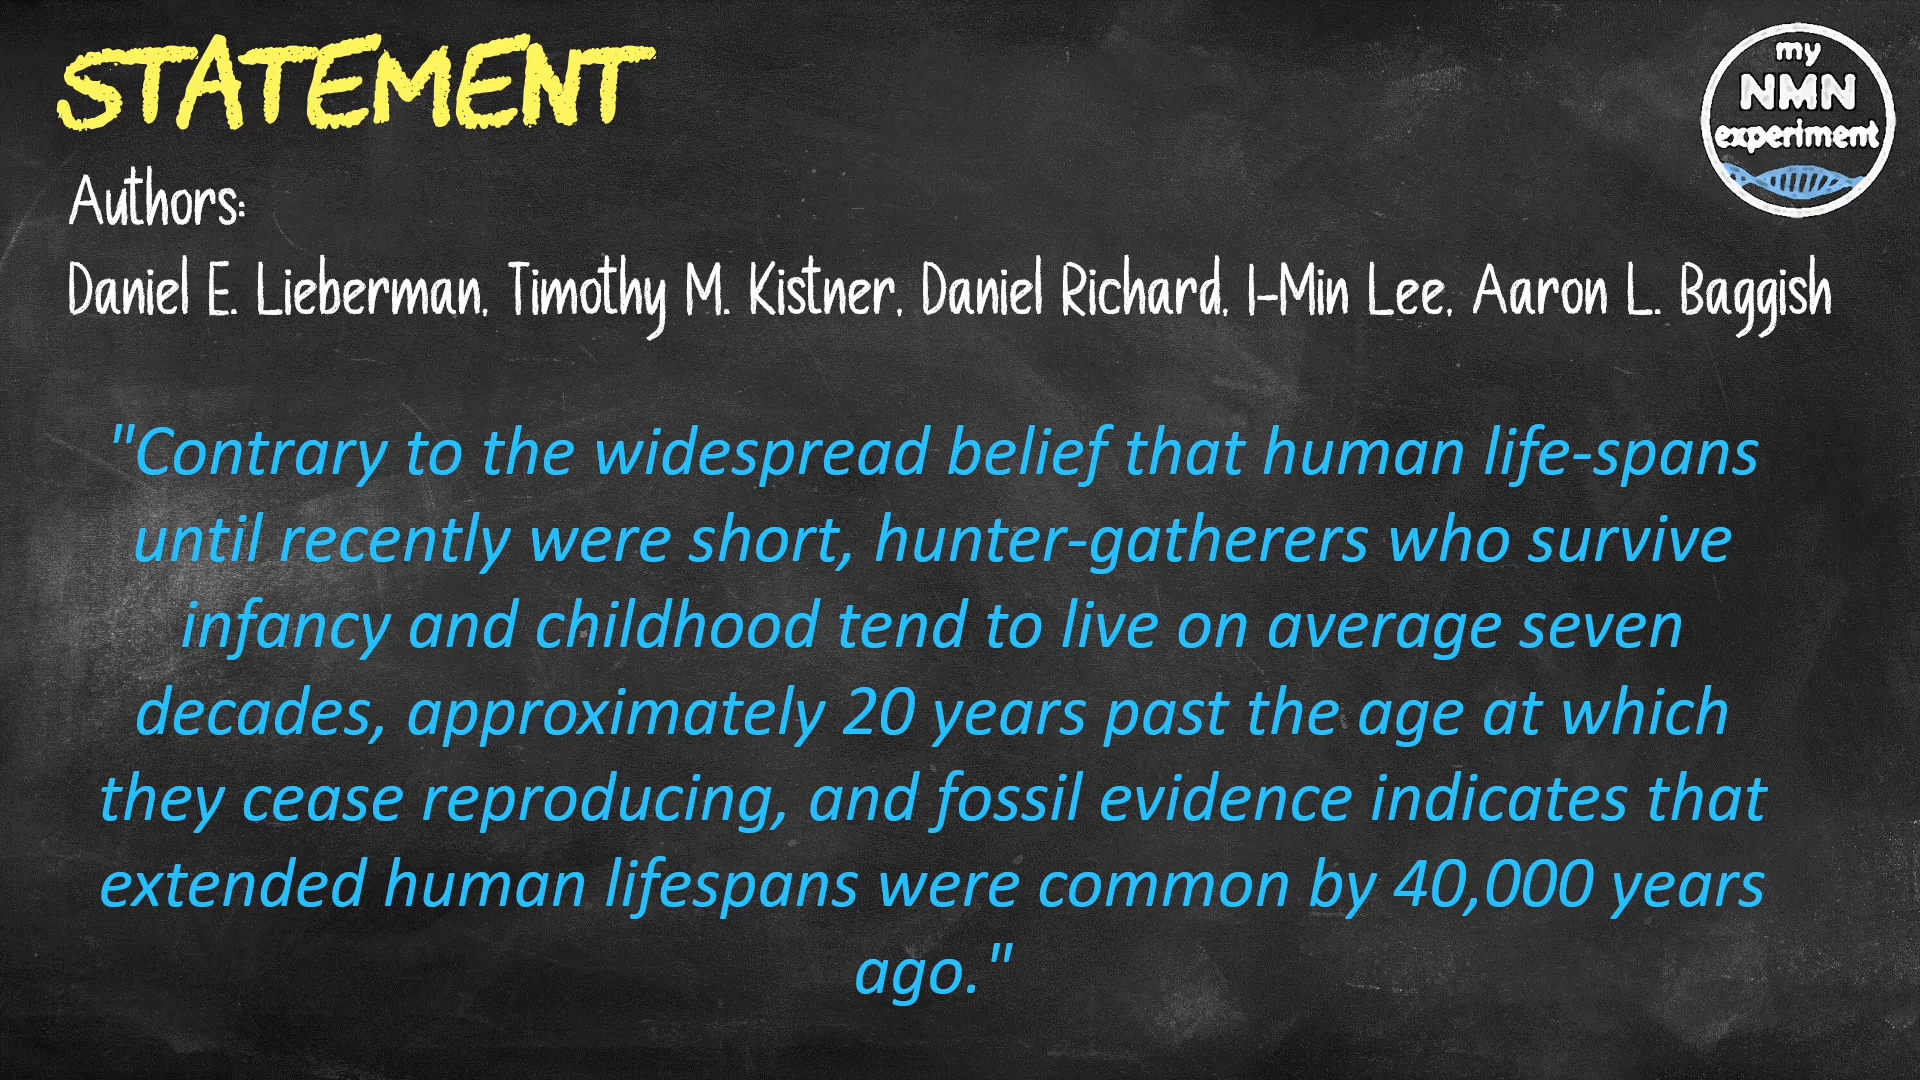 STATEMENT
my
NMN
experiment
Authors:
Daniel E. Lieberman, Timothy M. Kistner, Daniel Richard, I-Min Lee, Aaron L. Baggish
"Contrary to the widespread belief that human life-spans
until recently were short, hunter-gatherers who survive
infancy and childhood tend to live on average seven
decades, approximately 20 years past the age at which
they cease reproducing, and fossil evidence indicates that
extended human lifespans were common by 40,000 years
ago."